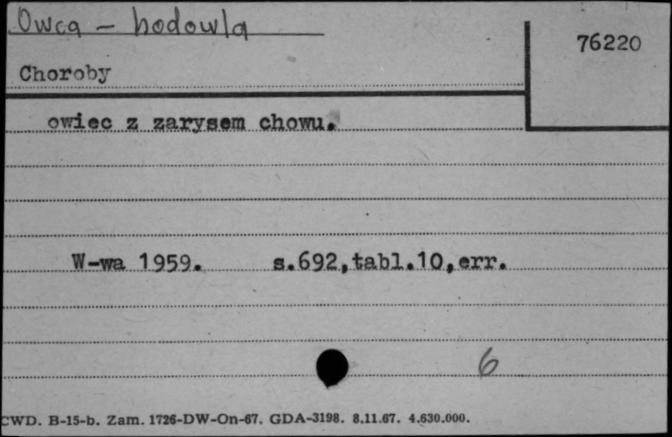 Owca - hodowla
76220
Choroby
owiec z zarysem chowu.
W-wa 1959. s.692,tabl.10,err.
6
CWD. B-15-b. Zam. 1726-DW-On-67. GDA-3198. 8.11.67. 4.630.000.